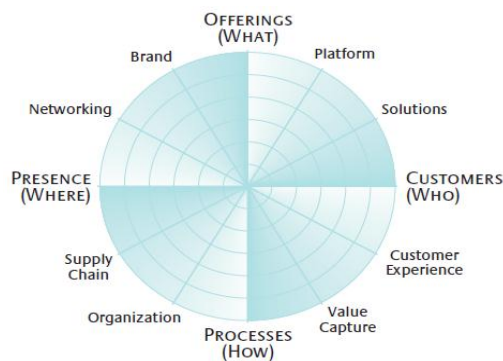 OFFERINGS
(WHAT)
Brand
Platform
Networking
Solutions
PRESENCE
(WHERE)
CUSTOMERS
(WHO)
Supply
Chain
Customer
Experience
Organization
Value
Capture
PROCESSES
(HOW)